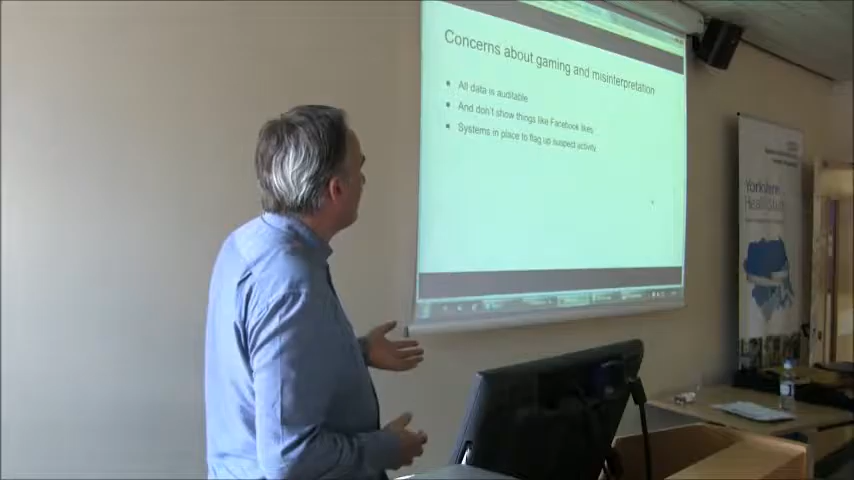 Concerns about gaming and misinterpretation
All data is auditable
And don't show things like Facebook likes
Systems in place to flag up suspect activity
Yorkshire